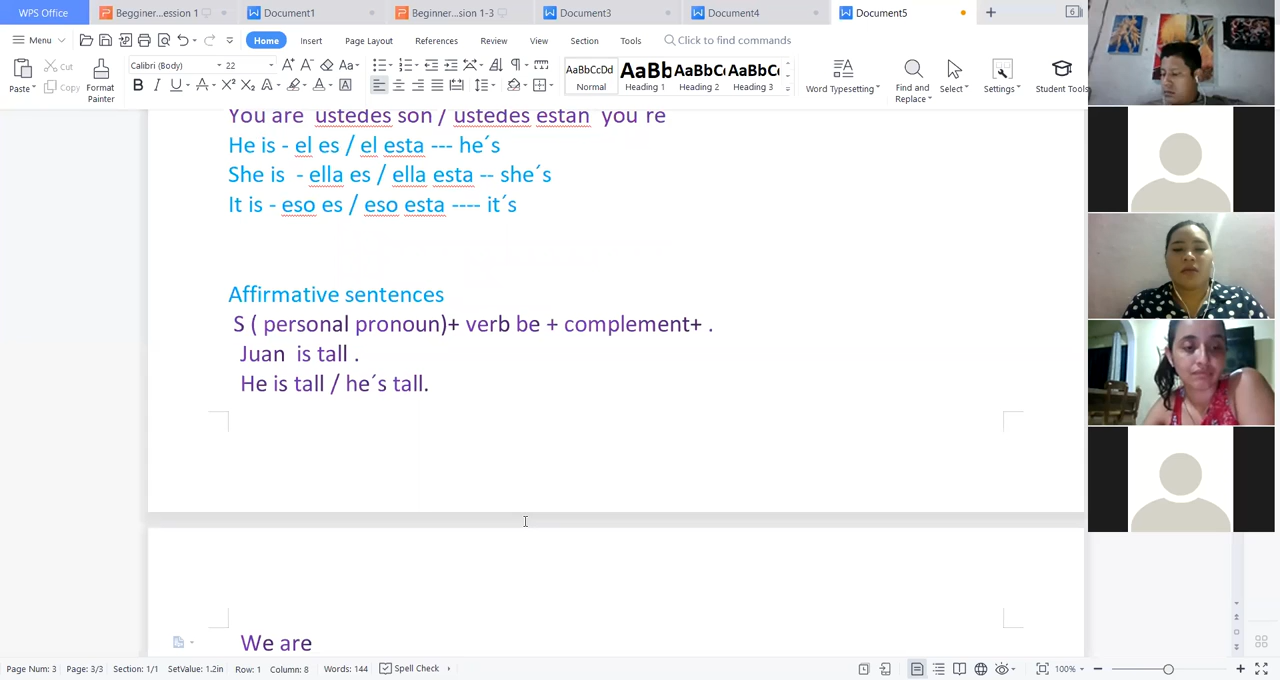 WPS Office
Begginer...ession 1
Document1
Beginner...sion 1-3
Document3
Document4
Document5
6
Menu
Home
Insert
Page Layout
References
Review
View
Section
Tools
Click to find commands
Paste
Cut
Copy
Format Painter
Calibri (Body)
22
AaBbCcDd
Normal
AaBb
Heading 1
AaBbC
Heading 2
AaBbC
Heading 3
Word Typesetting
Find and Replace
Select
Settings
Student Tools
You are ustedes son / ustedes estan you re
He is - el es / el esta --- he´s
She is - ella es / ella esta -- she´s
It is - eso es / eso esta ---- it´s
Affirmative sentences
S ( personal pronoun)+ verb be + complement+ .
Juan is tall .
He is tall / he´s tall.
We are
Page Num: 3 Page: 3/3 Section: 1/1 SetValue: 1.2in Row: 1 Column: 8 Words: 144 Spell Check 100%